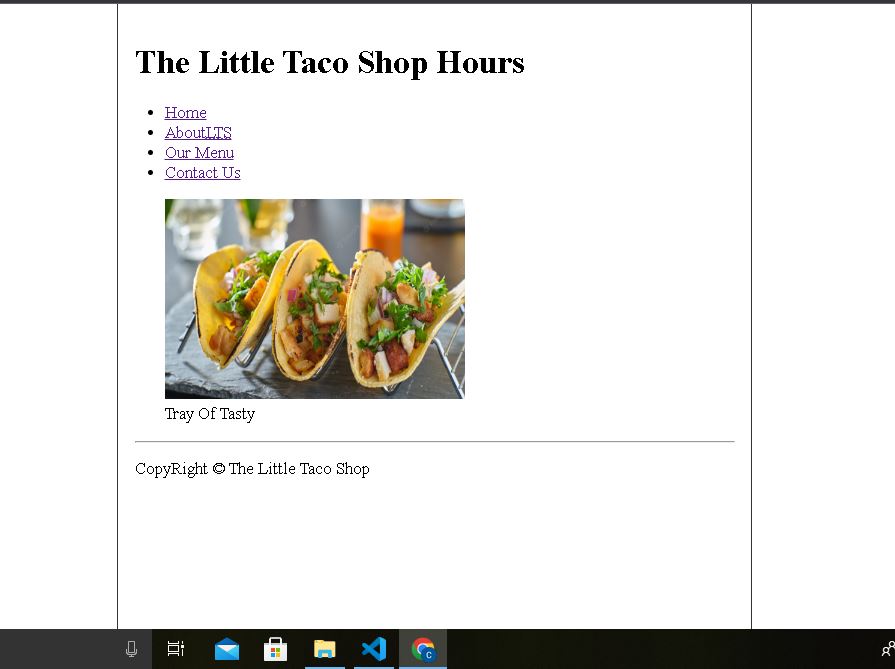 The Little Taco Shop Hours
Home
AboutLTS
Our Menu
Contact Us
Tray Of Tasty
CopyRight © The Little Taco Shop
C